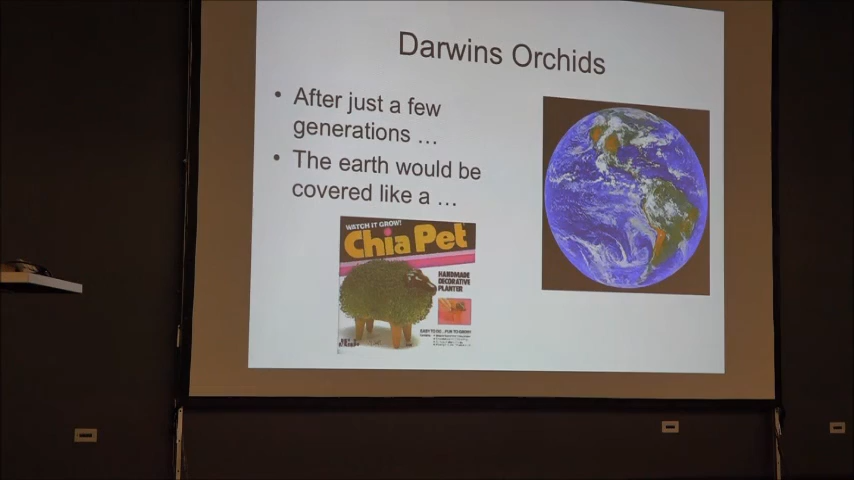 Darwins Orchids
• After just a few
generations …
• The earth would be
covered like a …
WATCH IT GROW!
Chia Pet
HANDMADE
DECORATIVE
PLANTER